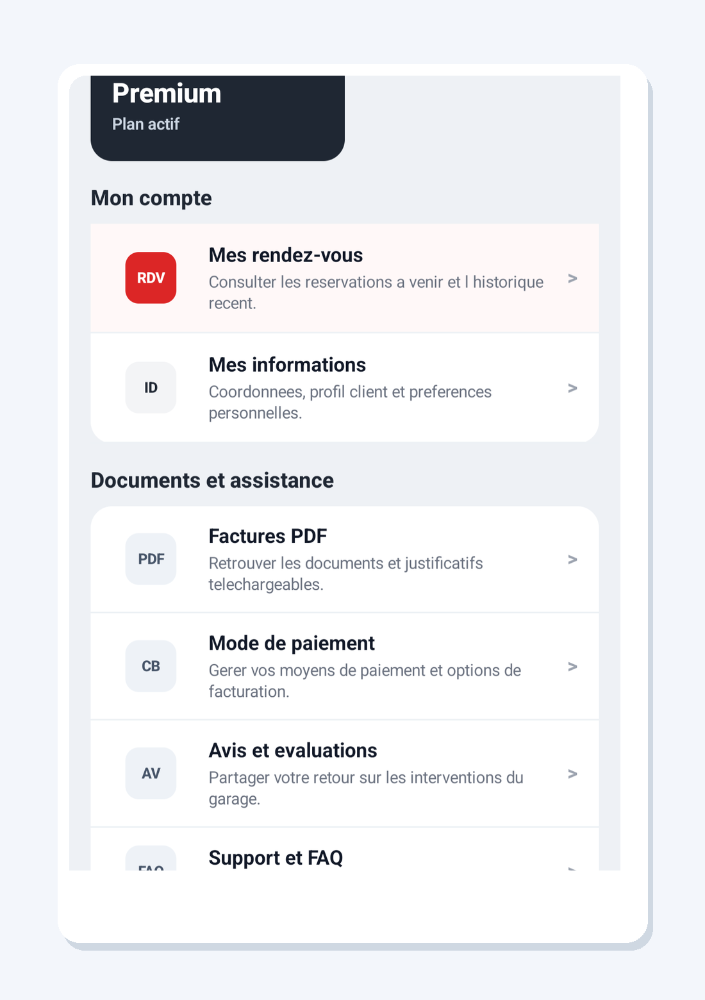 Premium
Plan actif
Mon compte
RDV
Mes rendez-vous
Consulter les reservations a venir et l historique
recent.
>
ID
Mes informations
Coordonnees, profil client et preferences
personnelles.
>
Documents et assistance
PDF
Factures PDF
Retrouver les documents et justificatifs
telechargeables.
>
CB
Mode de paiement
Gerer vos moyens de paiement et options de
facturation.
>
AV
Avis et evaluations
Partager votre retour sur les interventions du
garage.
>
FAQ
Support et FAQ